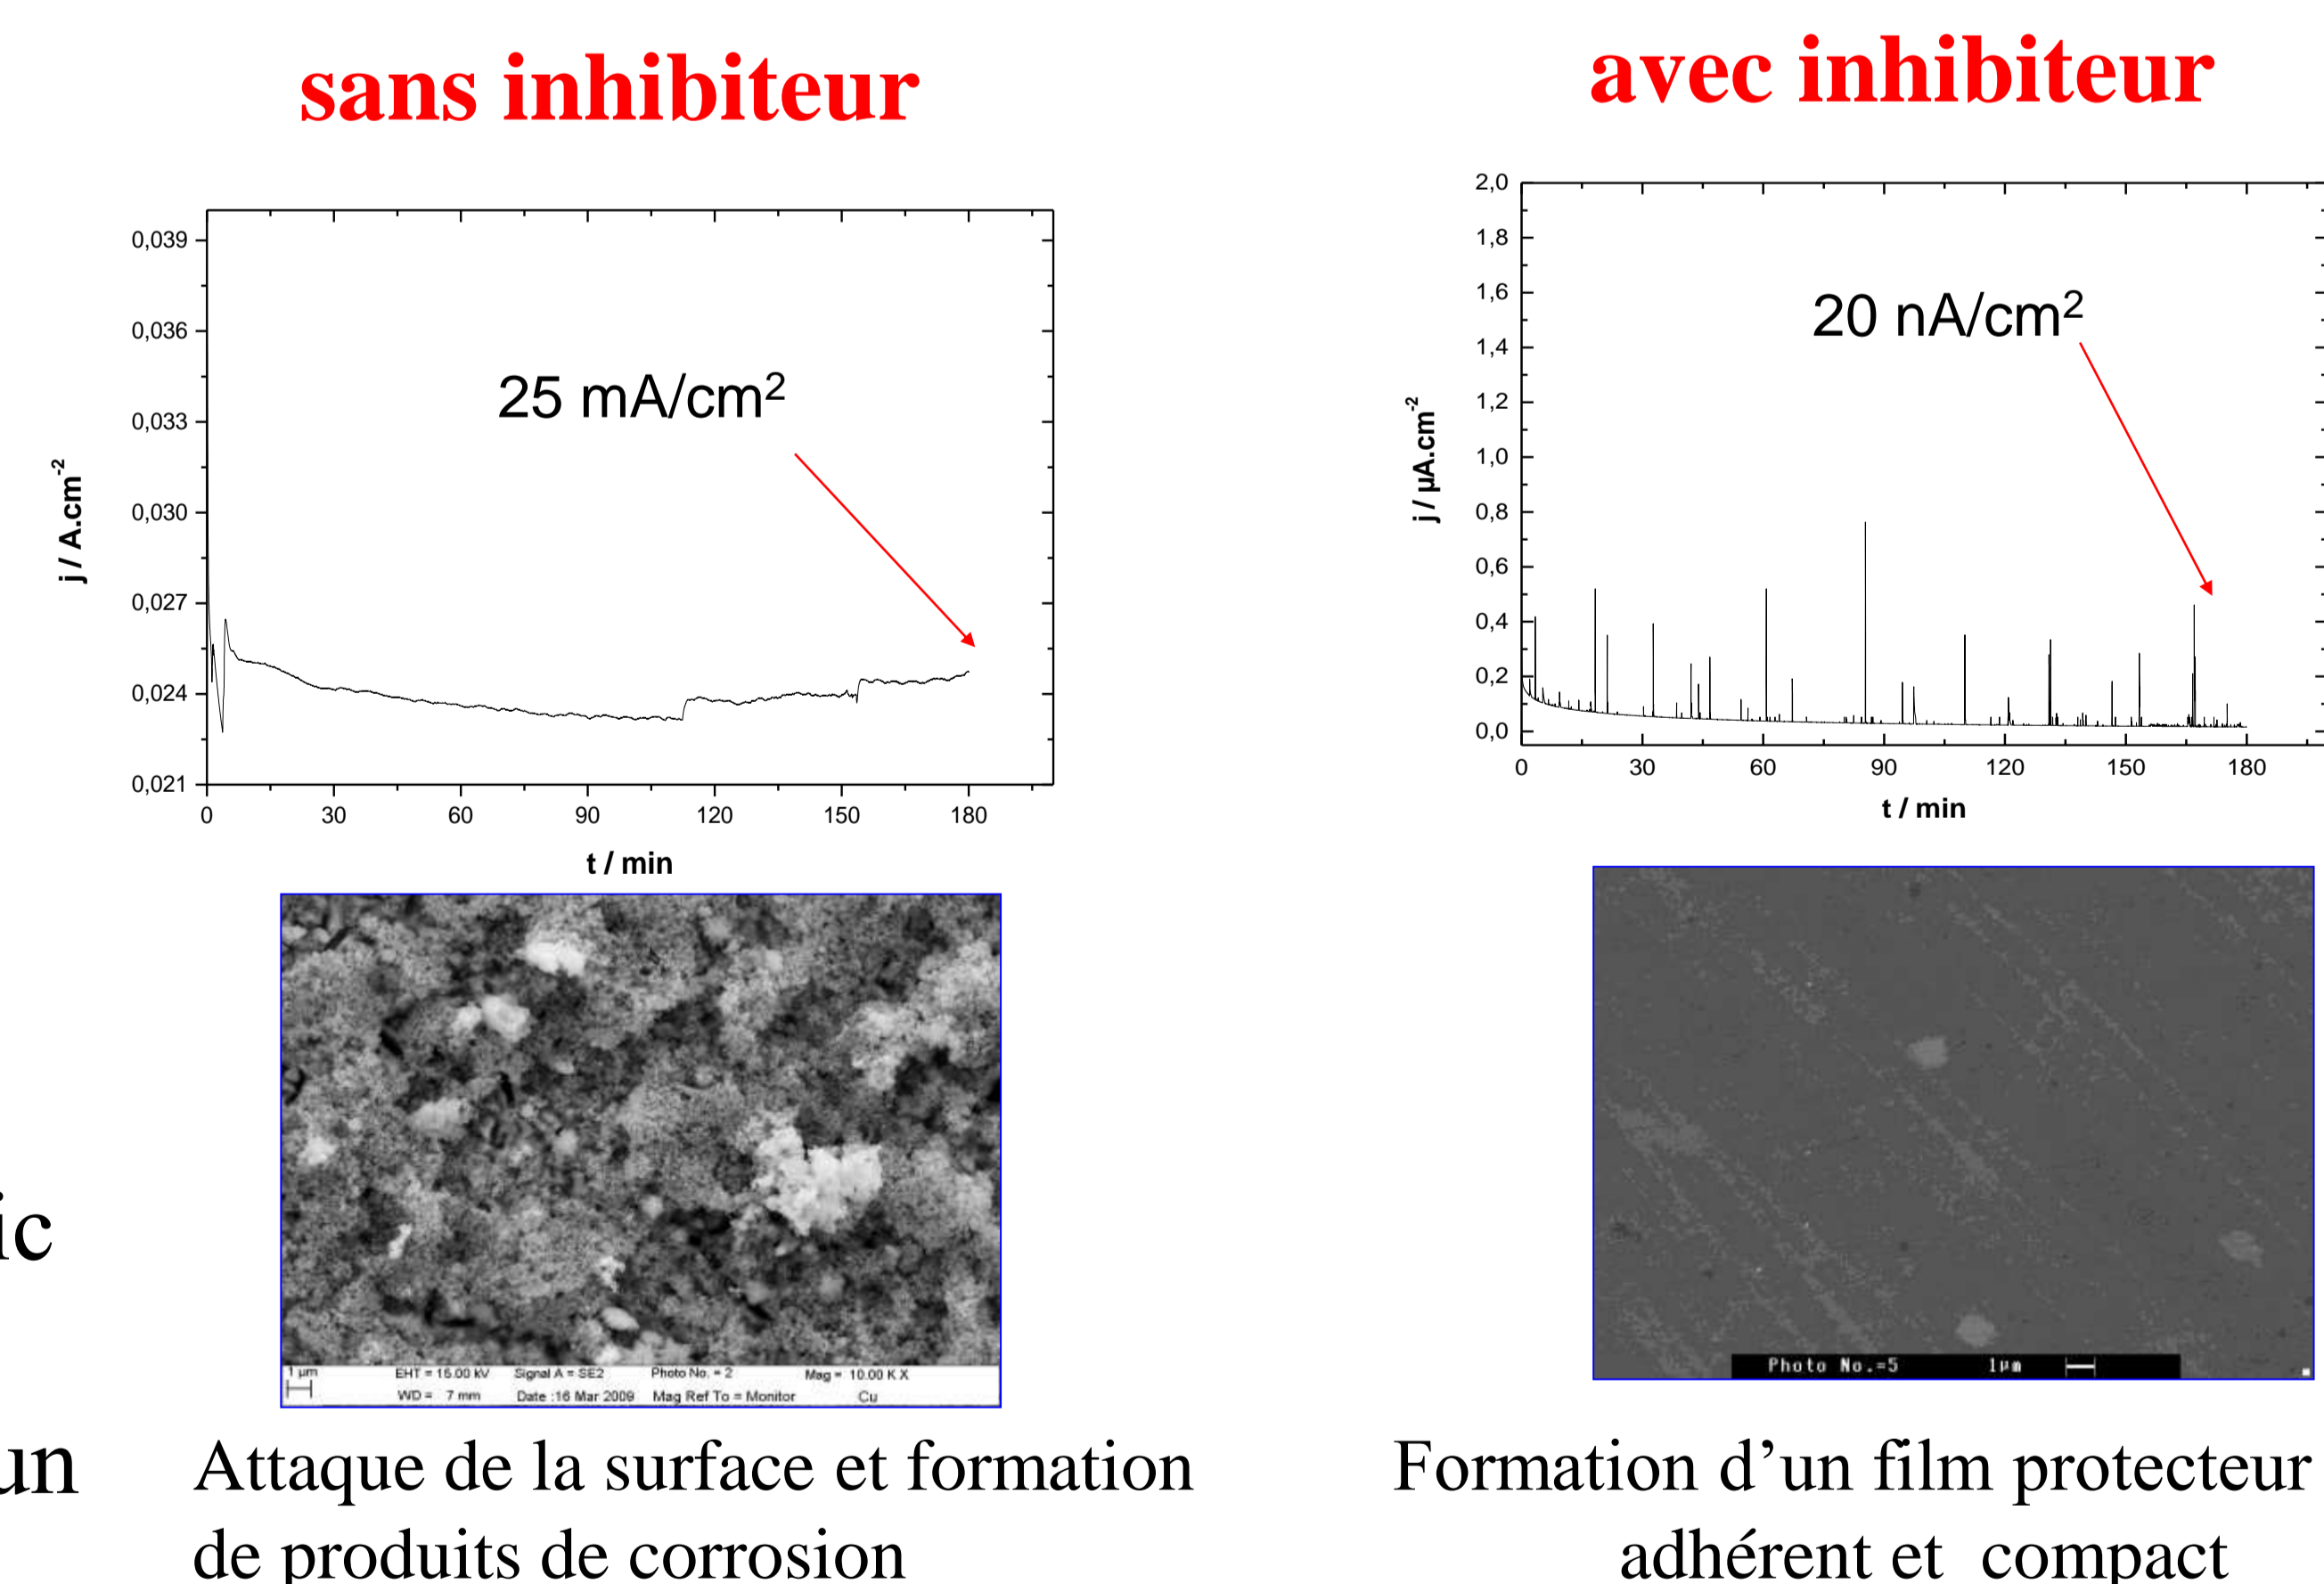 sans inhibiteur
0,039
0,036
0,033
0,030
0,027
0,024
0,021
j / A.cm-2
25 mA/cm2
0 30 60 90 120 150 180
t / min
1 µm EHT = 15.00 kV Signal A = SE2 Photo No. = 2 Mag = 10.00 K X
WD = 7 mm Date :16 Mar 2009 Mag Ref To = Monitor Cu
ic
un
Attaque de la surface et formation
de produits de corrosion
avec inhibiteur
2,0
1,8
1,6
1,4
1,2
1,0
0,8
0,6
0,4
0,2
0,0
j / µA.cm-2
20 nA/cm2
0 30 60 90 120 150 180
t / min
Photo No.=5 1µm
Formation d’un film protecteur
adhérent et compact